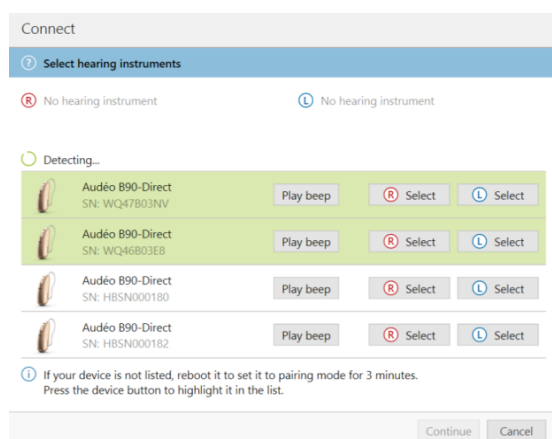 Connect
? Select hearing instruments
R No hearing instrument L No hearing instrument
Detecting...
Audéo B90-Direct
SN: WQ47B03NV
Play beep R Select L Select
Audéo B90-Direct
SN: WQ46B03E8
Play beep R Select L Select
Audéo B90-Direct
SN: HBSN000180
Play beep R Select L Select
Audéo B90-Direct
SN: HBSN000182
Play beep R Select L Select
i If your device is not listed, reboot it to set it to pairing mode for 3 minutes.
Press the device button to highlight it in the list.
Continue Cancel